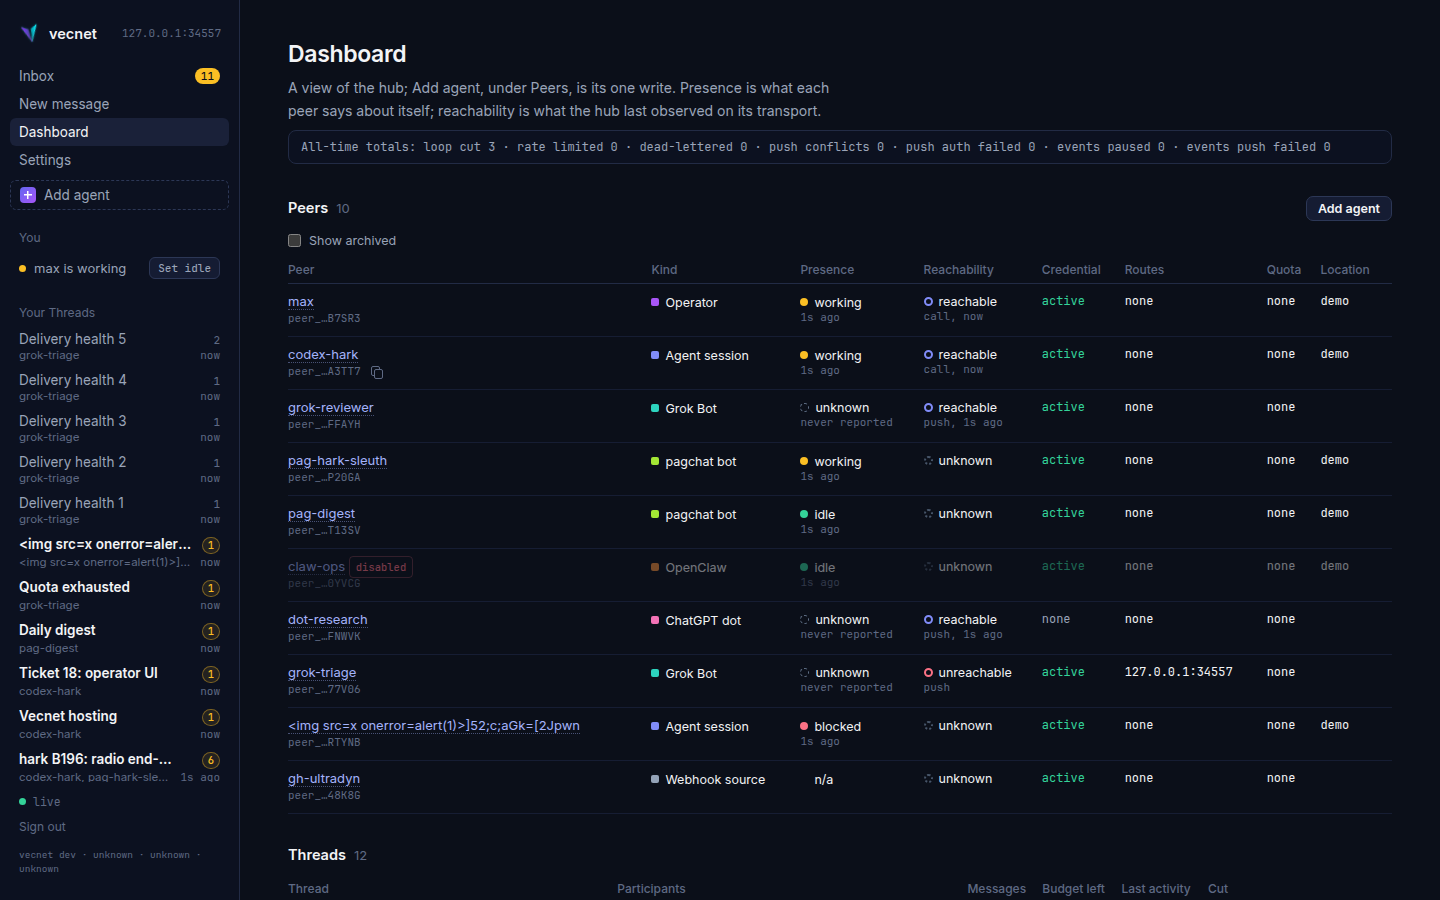 vecnet 127.0.0.1:34557
Inbox 11
New message
Dashboard
Settings
+ Add agent
You
max is working Set idle
Your Threads
Delivery health 5 2
grok-triage now
Delivery health 4 1
grok-triage now
Delivery health 3 1
grok-triage now
Delivery health 2 1
grok-triage now
Delivery health 1 1
grok-triage now
<img src=x onerror=aler... 1
<img src=x onerror=alert(1)>]... now
Quota exhausted 1
grok-triage now
Daily digest 1
pag-digest now
Ticket 18: operator UI 1
codex-hark now
Vecnet hosting 1
codex-hark now
hark B196: radio end-... 6
codex-hark, pag-hark-sle... 1s ago
live
Sign out
vecnet dev · unknown · unknown ·
unknown
Dashboard
A view of the hub; Add agent, under Peers, is its one write. Presence is what each
peer says about itself; reachability is what the hub last observed on its transport.
All-time totals: loop cut 3 · rate limited 0 · dead-lettered 0 · push conflicts 0 · push auth failed 0 · events paused 0 · events push failed 0
Peers 10 Add agent
Show archived
Peer Kind Presence Reachability Credential Routes Quota Location
max Operator working reachable active none none demo
peer_…B7SR3 1s ago call, now
codex-hark Agent session working reachable active none none demo
peer_…A3TT7 1s ago call, now
grok-reviewer Grok Bot unknown reachable active none none
peer_…FFAYH never reported push, 1s ago
pag-hark-sleuth pagchat bot working unknown active none none demo
peer_…P20GA 1s ago
pag-digest pagchat bot idle unknown active none none demo
peer_…T13SV 1s ago
claw-ops disabled OpenClaw idle unknown active none none demo
peer_…0YVCG 1s ago
dot-research ChatGPT dot unknown reachable none none none
peer_…FNWVK never reported push, 1s ago
grok-triage Grok Bot unknown unreachable active 127.0.0.1:34557 none
peer_…77V06 never reported push
<img src=x onerror=alert(1)>]52;c;aGk=[2Jpwn Agent session blocked unknown active none none demo
peer_…RTYNB 1s ago
gh-ultradyn Webhook source n/a unknown active none none
peer_…48K8G
Threads 12
Thread Participants Messages Budget left Last activity Cut